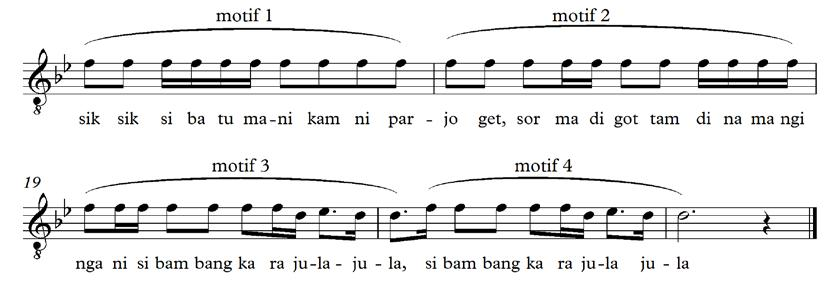 motif 1 motif 2
sik sik si ba tu ma-ni kam ni par - jo get, sor ma di got tam di na ma ngi
motif 3 motif 4
19
nga ni si bam bang ka ra ju-la - ju - la, si bam bang ka ra ju-la ju - la